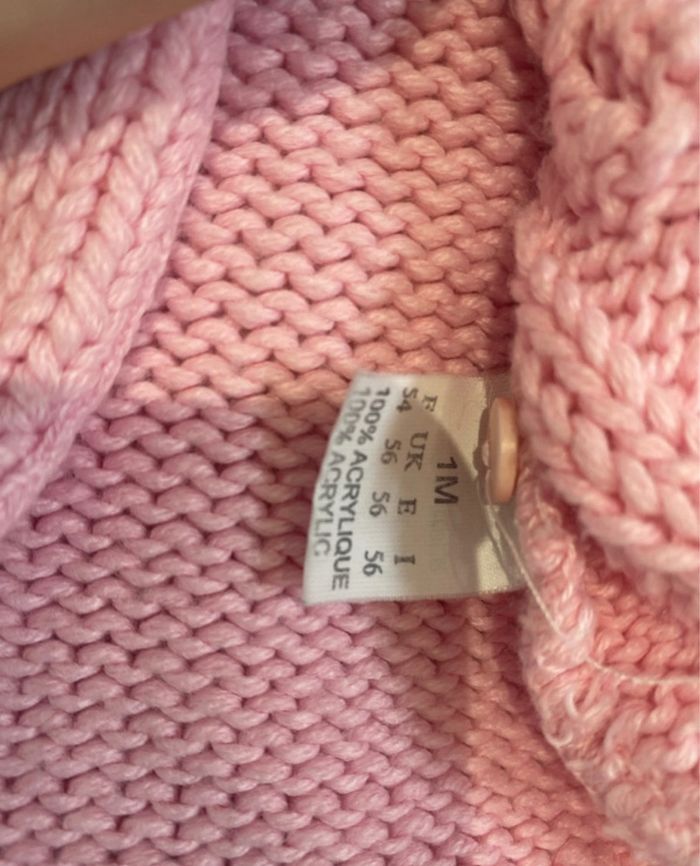 1M
F UK E I
54 56 56 56
100% ACRYLIQUE
100% ACRYLIC